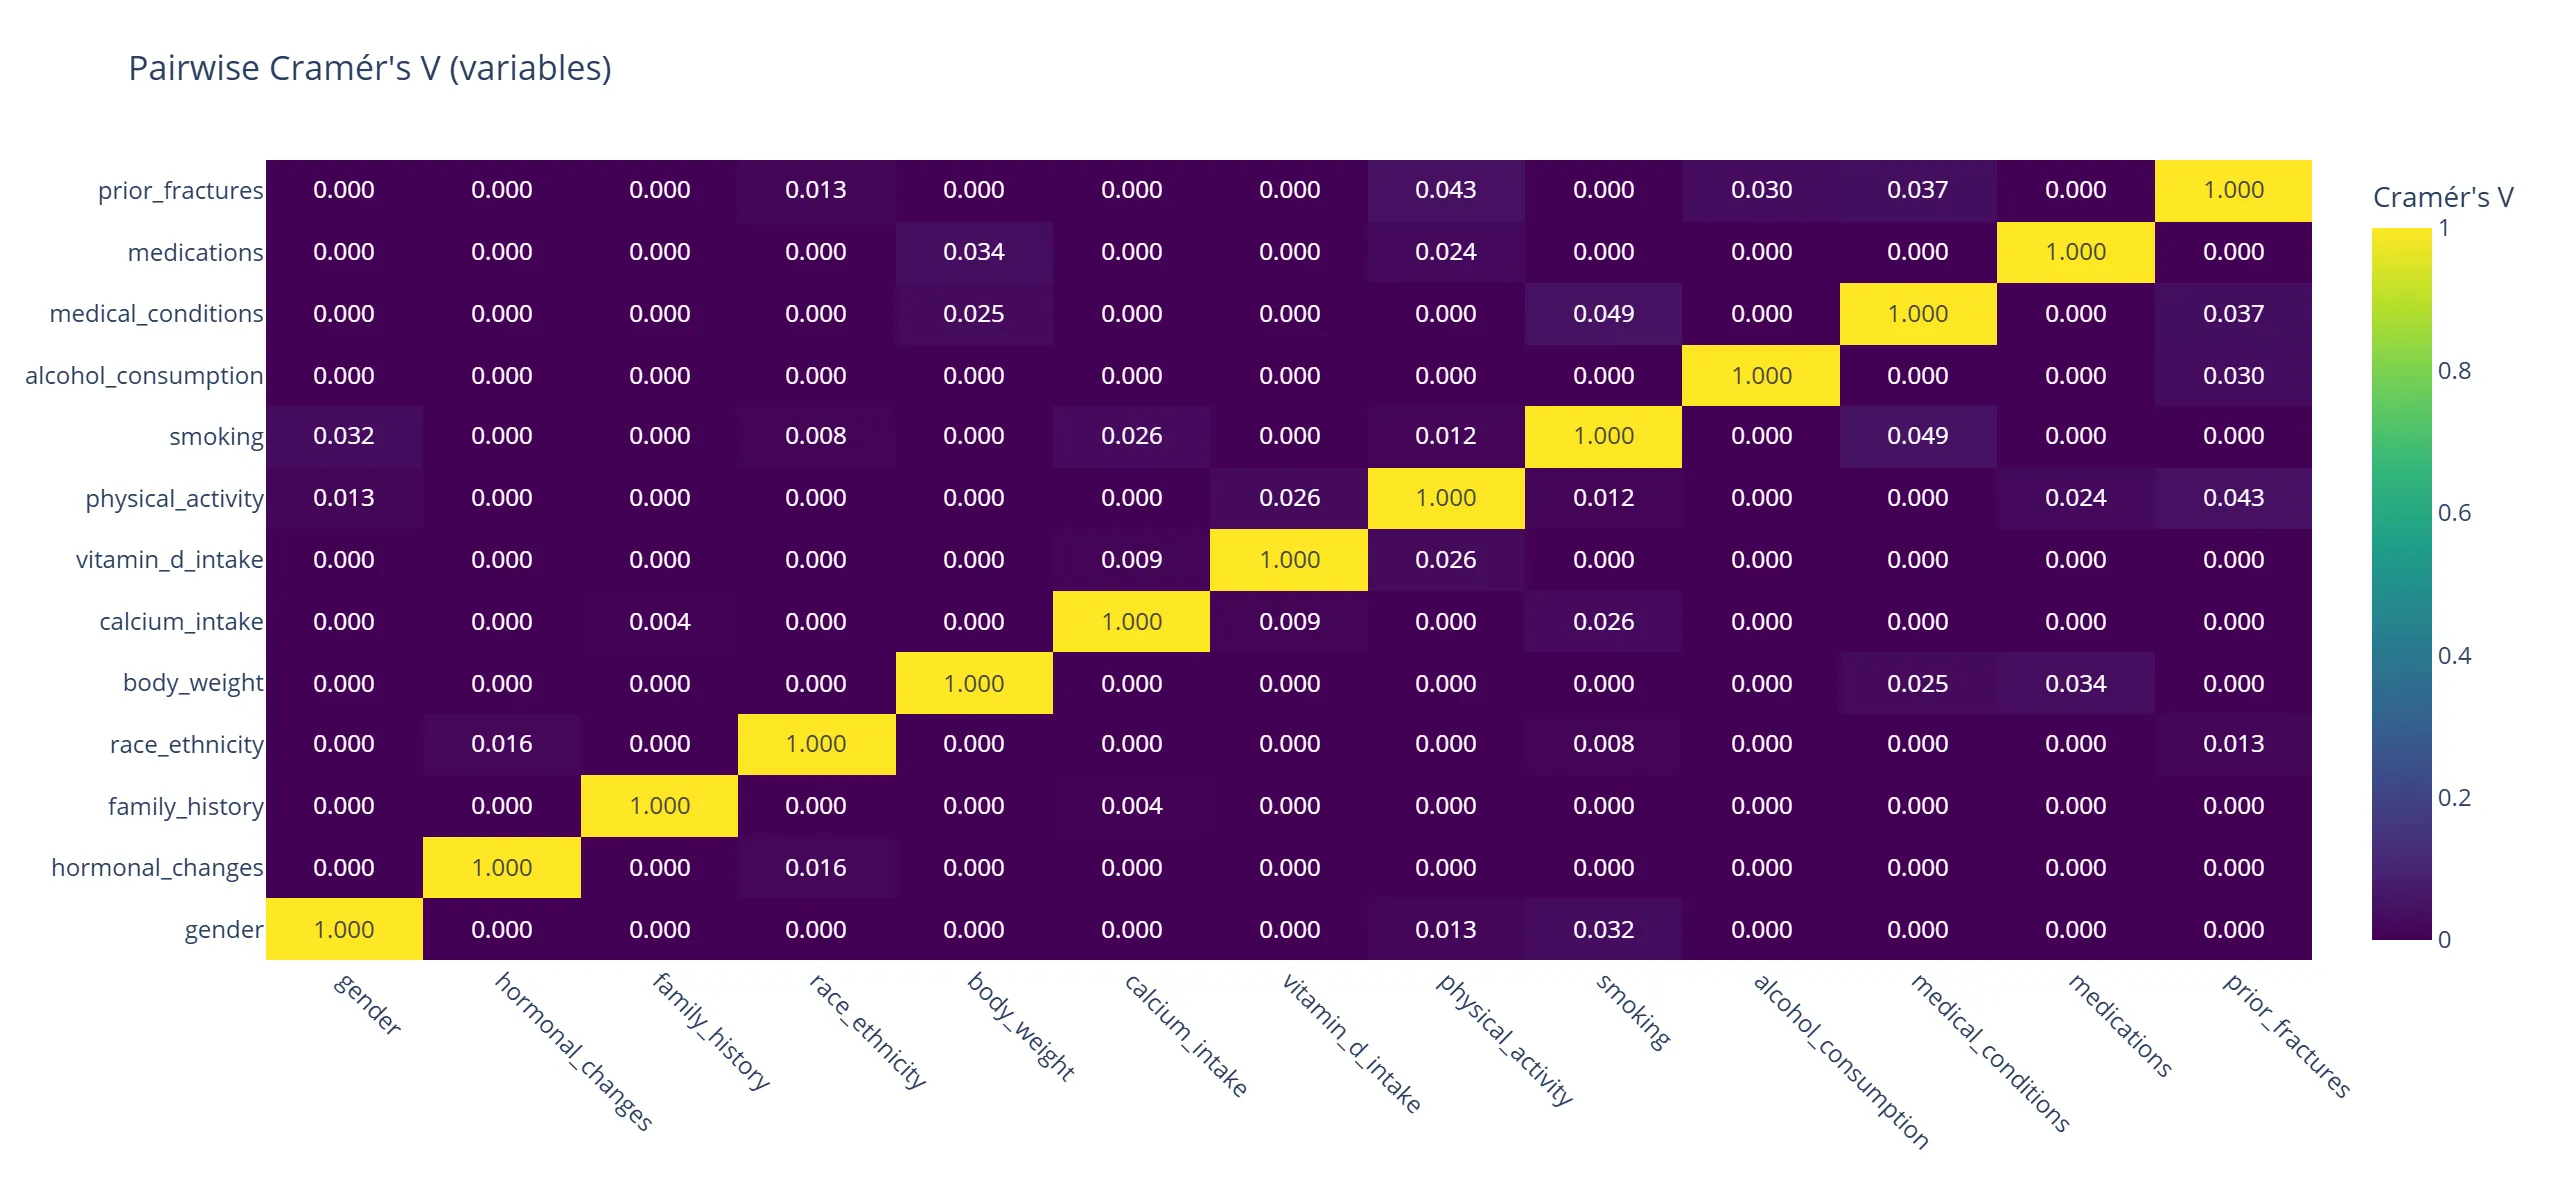 Pairwise Cramér's V (variables)
prior_fractures 0.000 0.000 0.000 0.013 0.000 0.000 0.000 0.043 0.000 0.030 0.037 0.000 1.000
medications 0.000 0.000 0.000 0.000 0.034 0.000 0.000 0.024 0.000 0.000 0.000 1.000 0.000
medical_conditions 0.000 0.000 0.000 0.000 0.025 0.000 0.000 0.000 0.049 0.000 1.000 0.000 0.037
alcohol_consumption 0.000 0.000 0.000 0.000 0.000 0.000 0.000 0.000 0.000 1.000 0.000 0.000 0.030
smoking 0.032 0.000 0.000 0.008 0.000 0.026 0.000 0.012 1.000 0.000 0.049 0.000 0.000
physical_activity 0.013 0.000 0.000 0.000 0.000 0.000 0.026 1.000 0.012 0.000 0.000 0.024 0.043
vitamin_d_intake 0.000 0.000 0.000 0.000 0.000 0.009 1.000 0.026 0.000 0.000 0.000 0.000 0.000
calcium_intake 0.000 0.000 0.004 0.000 0.000 1.000 0.009 0.000 0.026 0.000 0.000 0.000 0.000
body_weight 0.000 0.000 0.000 0.000 1.000 0.000 0.000 0.000 0.000 0.000 0.025 0.034 0.000
race_ethnicity 0.000 0.016 0.000 1.000 0.000 0.000 0.000 0.000 0.008 0.000 0.000 0.000 0.013
family_history 0.000 0.000 1.000 0.000 0.000 0.004 0.000 0.000 0.000 0.000 0.000 0.000 0.000
hormonal_changes 0.000 1.000 0.000 0.016 0.000 0.000 0.000 0.000 0.000 0.000 0.000 0.000 0.000
gender 1.000 0.000 0.000 0.000 0.000 0.000 0.000 0.013 0.032 0.000 0.000 0.000 0.000
gender
hormonal_changes
family_history
race_ethnicity
body_weight
calcium_intake
vitamin_d_intake
physical_activity
smoking
alcohol_consumption
medical_conditions
medications
prior_fractures
Cramér's V
1
0.8
0.6
0.4
0.2
0